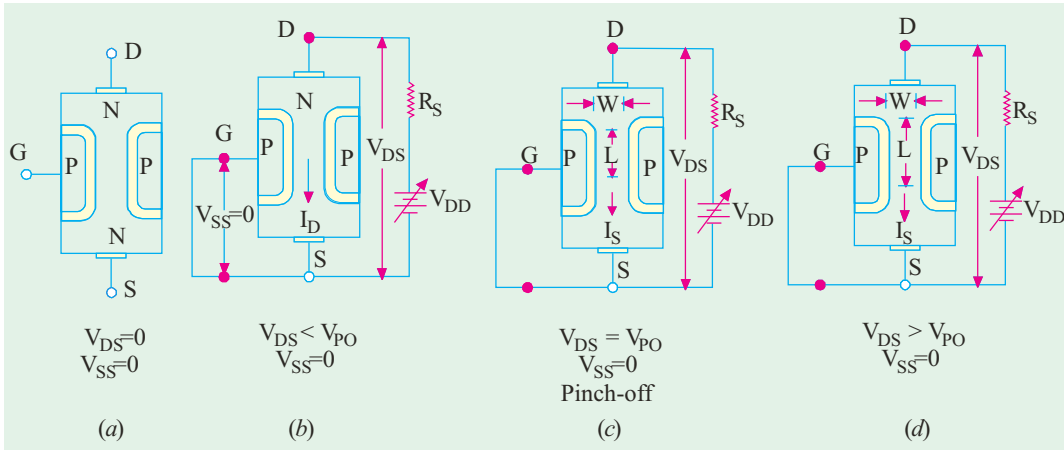 D
N
G
P
P
N
S
V_DS=0
V_SS=0
(a)
D
N
R_S
G
P
P
V_DS
V_SS=0
I_D
V_DD
S
V_DS < V_PO
V_SS=0
(b)
D
W
R_S
G
P
L
P
V_DS
I_S
V_DD
S
V_DS = V_PO
V_SS=0
Pinch-off
(c)
D
W
R_S
G
P
L
P
V_DS
I_S
V_DD
S
V_DS > V_PO
V_SS=0
(d)